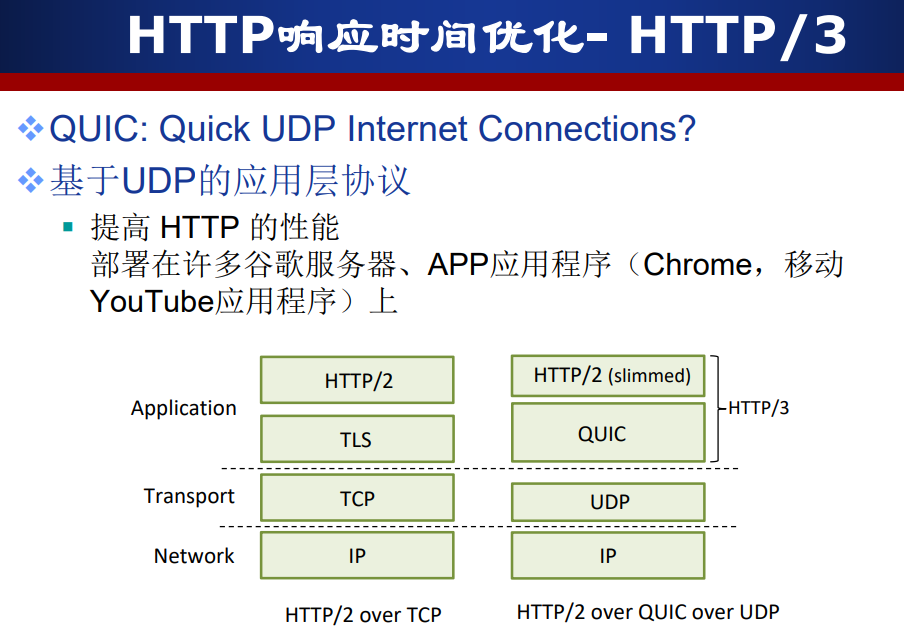 HTTP响应时间优化- HTTP/3
QUIC: Quick UDP Internet Connections?
基于UDP的应用层协议
提高 HTTP 的性能
部署在许多谷歌服务器、APP应用程序（Chrome，移动
YouTube应用程序）上
HTTP/2
HTTP/2 (slimmed)
Application
HTTP/3
TLS
QUIC
Transport
TCP
UDP
Network
IP
IP
HTTP/2 over TCP
HTTP/2 over QUIC over UDP